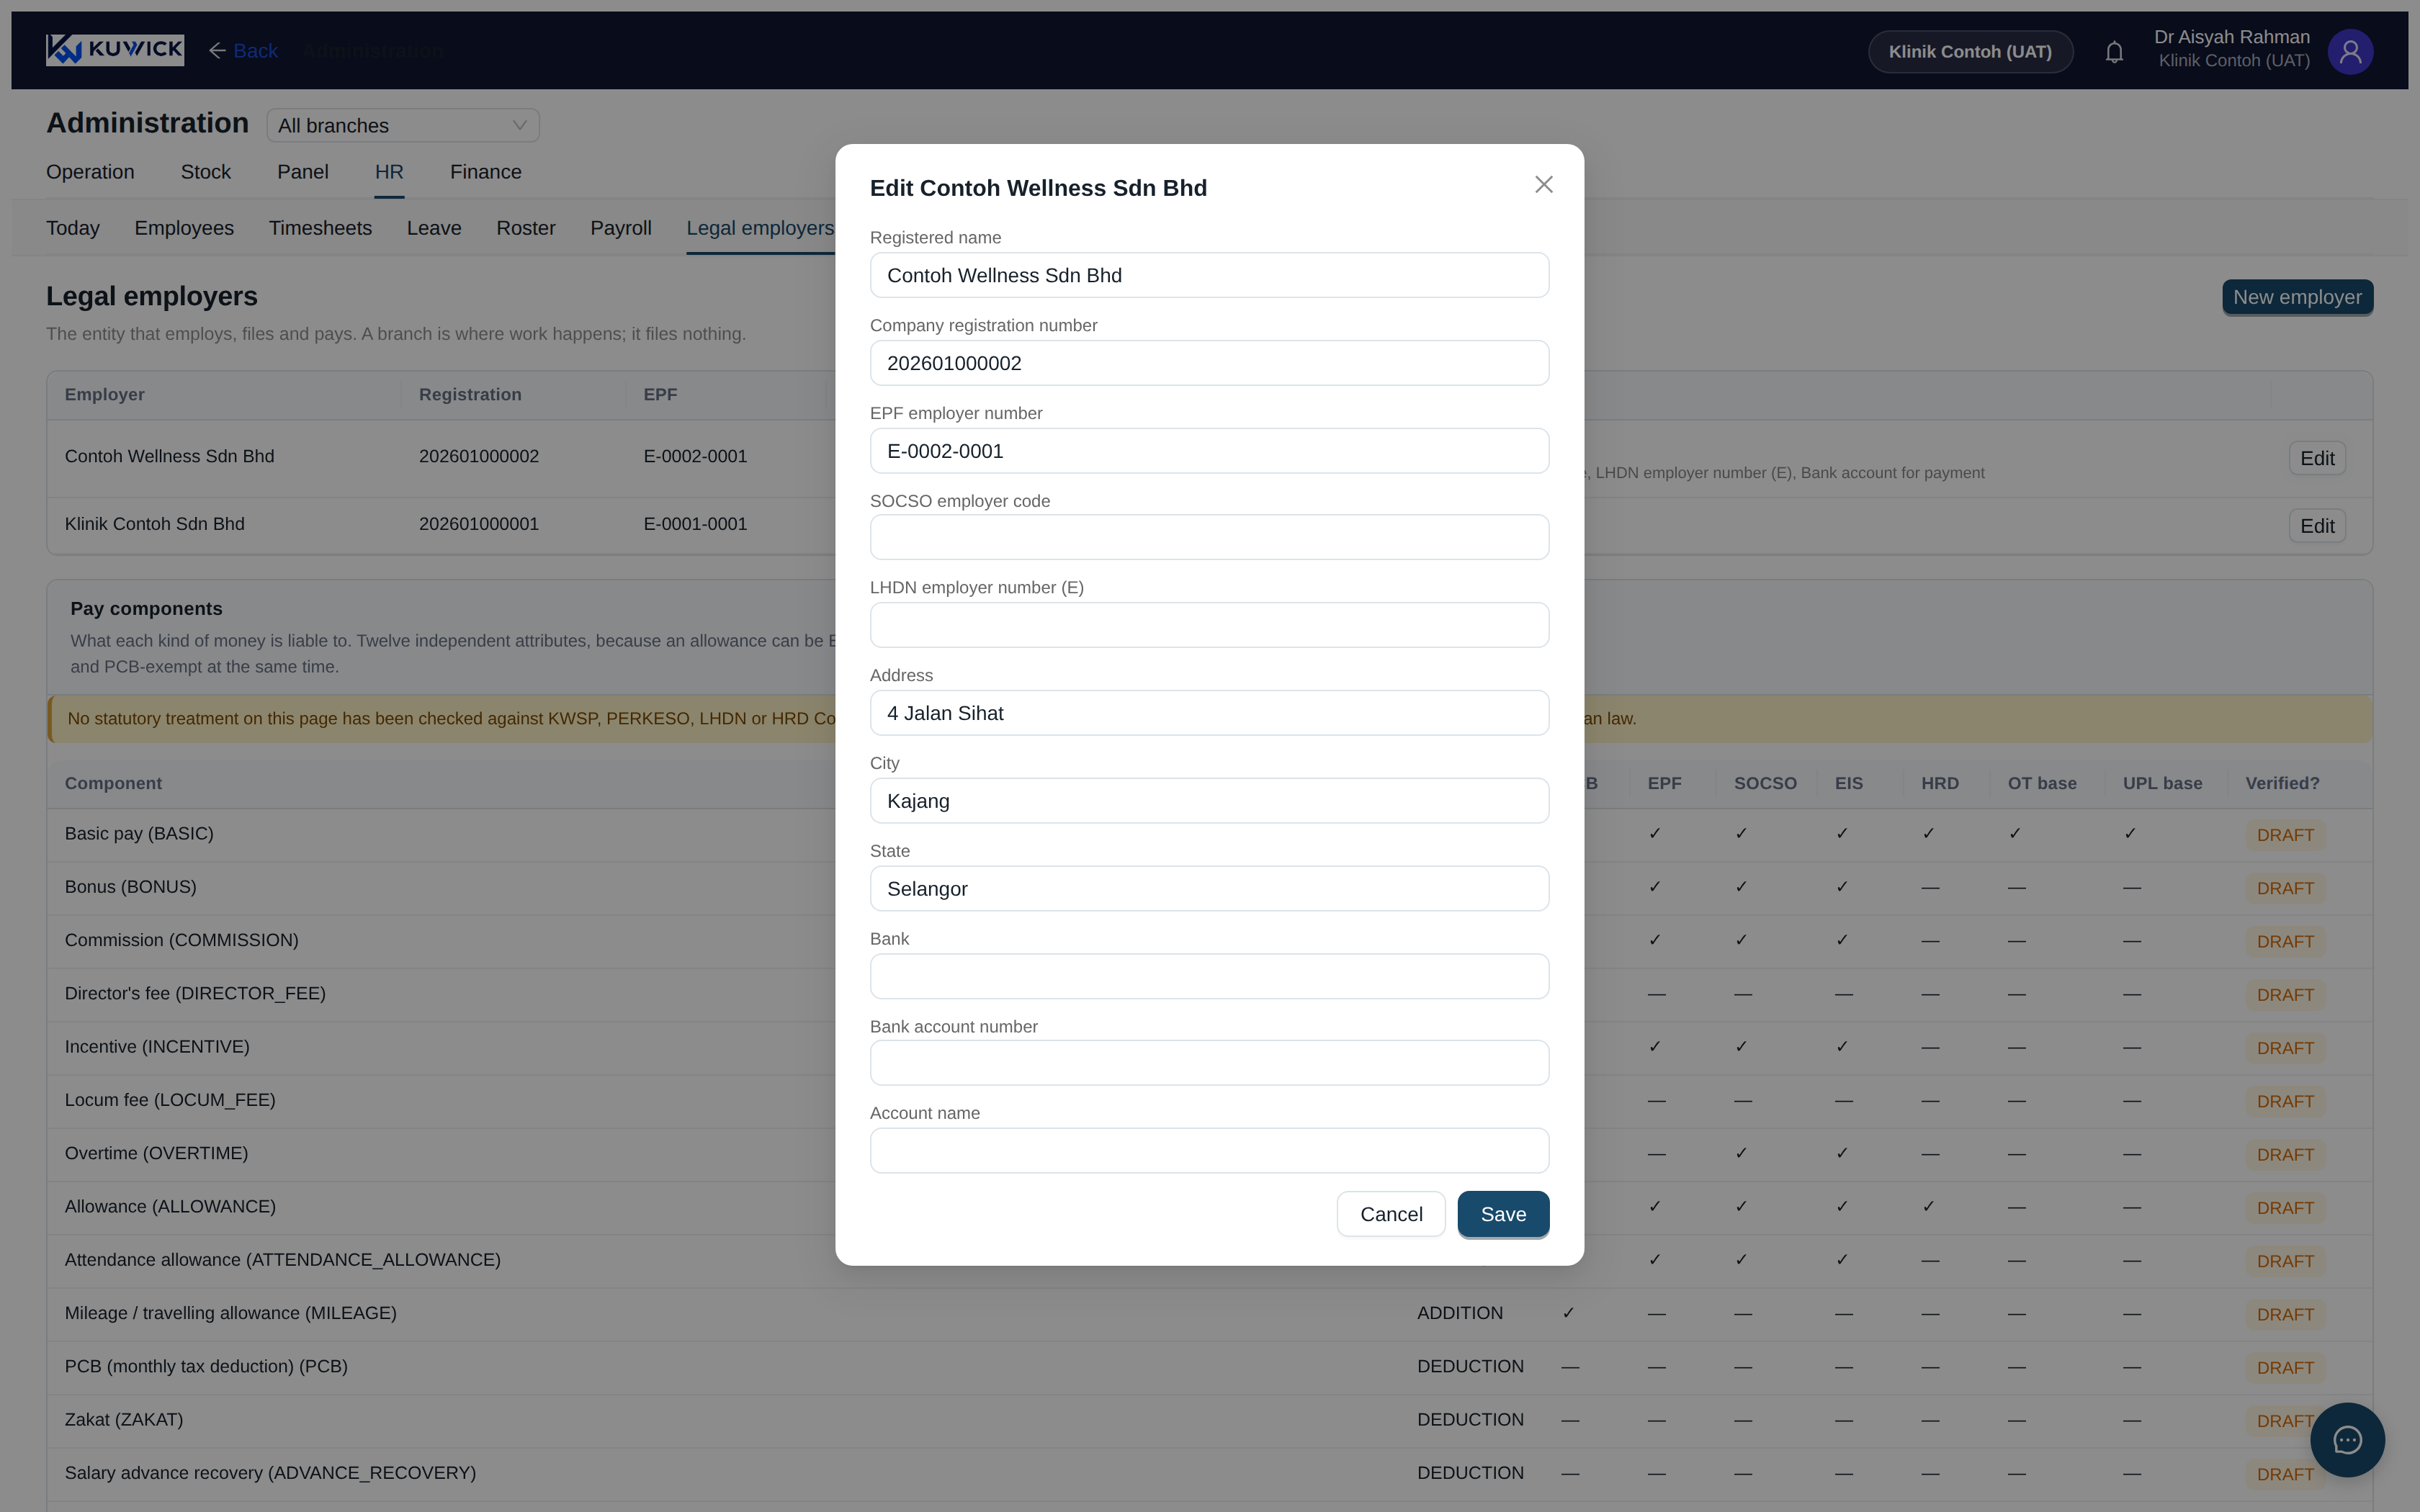 KUWICK
Back
Administration
Klinik Contoh (UAT)
Dr Aisyah Rahman
Klinik Contoh (UAT)
Administration
All branches
Operation Stock Panel HR Finance
Today Employees Timesheets Leave Roster Payroll Legal employers
Legal employers
New employer
The entity that employs, files and pays. A branch is where work happens; it files nothing.
Employer Registration EPF
Contoh Wellness Sdn Bhd 202601000002 E-0002-0001
, LHDN employer number (E), Bank account for payment
Edit
Klinik Contoh Sdn Bhd 202601000001 E-0001-0001 Edit
Pay components
What each kind of money is liable to. Twelve independent attributes, because an allowance can be
and PCB-exempt at the same time.
No statutory treatment on this page has been checked against KWSP, PERKESO, LHDN or HRD Co
an law.
Component B EPF SOCSO EIS HRD OT base UPL base Verified?
Basic pay (BASIC) ✓ ✓ ✓ ✓ ✓ ✓ DRAFT
Bonus (BONUS) ✓ ✓ ✓ — — — DRAFT
Commission (COMMISSION) ✓ ✓ ✓ — — — DRAFT
Director's fee (DIRECTOR_FEE) — — — — — — DRAFT
Incentive (INCENTIVE) ✓ ✓ ✓ — — — DRAFT
Locum fee (LOCUM_FEE) — — — — — — DRAFT
Overtime (OVERTIME) — ✓ ✓ — — — DRAFT
Allowance (ALLOWANCE) ✓ ✓ ✓ ✓ — — DRAFT
Attendance allowance (ATTENDANCE_ALLOWANCE) ✓ ✓ ✓ — — — DRAFT
Mileage / travelling allowance (MILEAGE) ADDITION ✓ — — — — — — DRAFT
PCB (monthly tax deduction) (PCB) DEDUCTION — — — — — — — DRAFT
Zakat (ZAKAT) DEDUCTION — — — — — — — DRAFT
Salary advance recovery (ADVANCE_RECOVERY) DEDUCTION — — — — — — — DRAFT
Edit Contoh Wellness Sdn Bhd
Registered name
Contoh Wellness Sdn Bhd
Company registration number
202601000002
EPF employer number
E-0002-0001
SOCSO employer code
LHDN employer number (E)
Address
4 Jalan Sihat
City
Kajang
State
Selangor
Bank
Bank account number
Account name
Cancel
Save